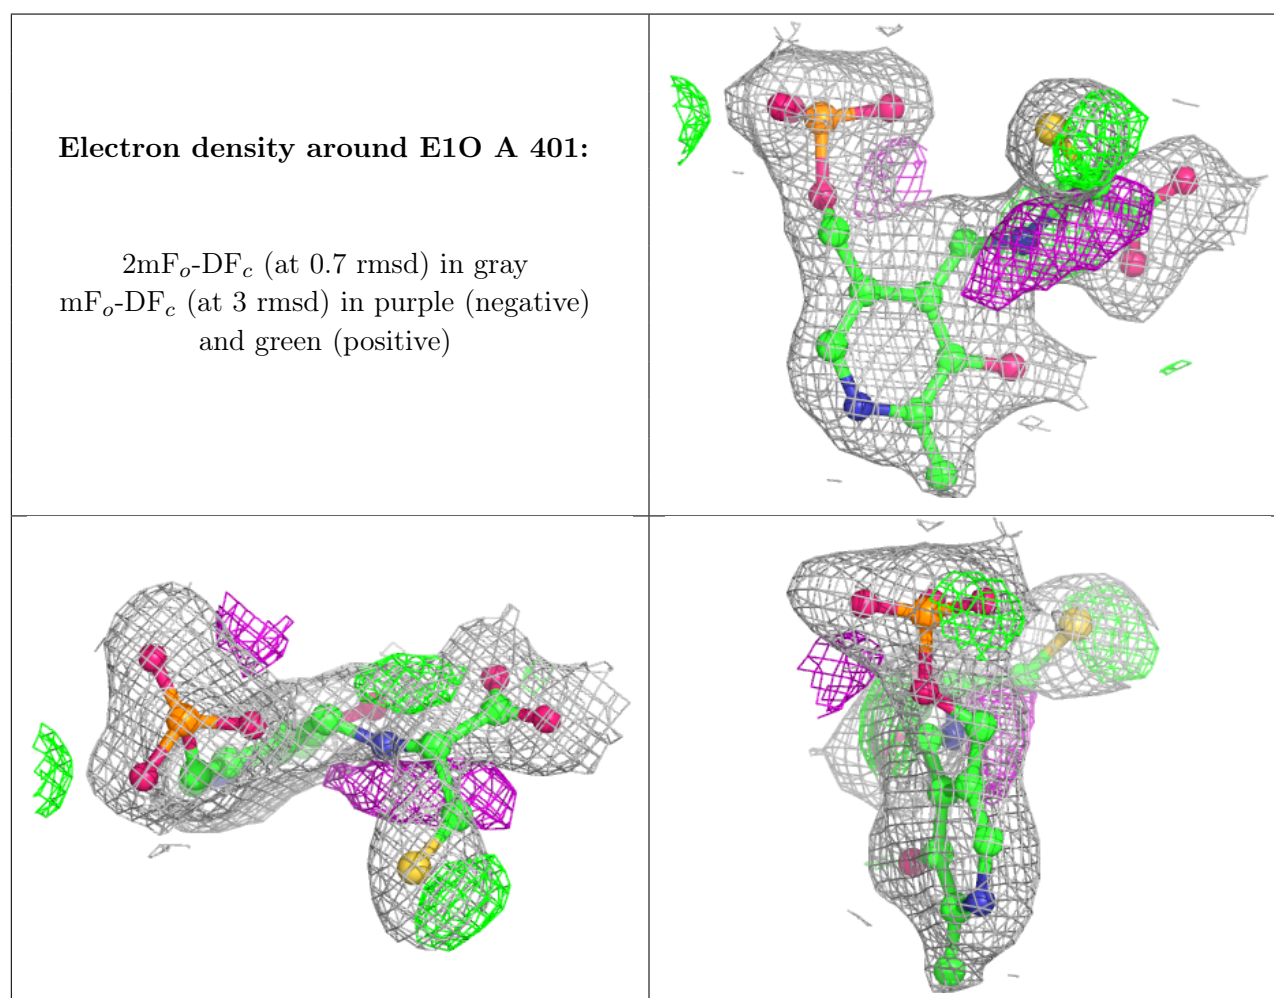 Electron density around E1O A 401:
2mFo-DFc (at 0.7 rmsd) in gray
mFo-DFc (at 3 rmsd) in purple (negative)
and green (positive)